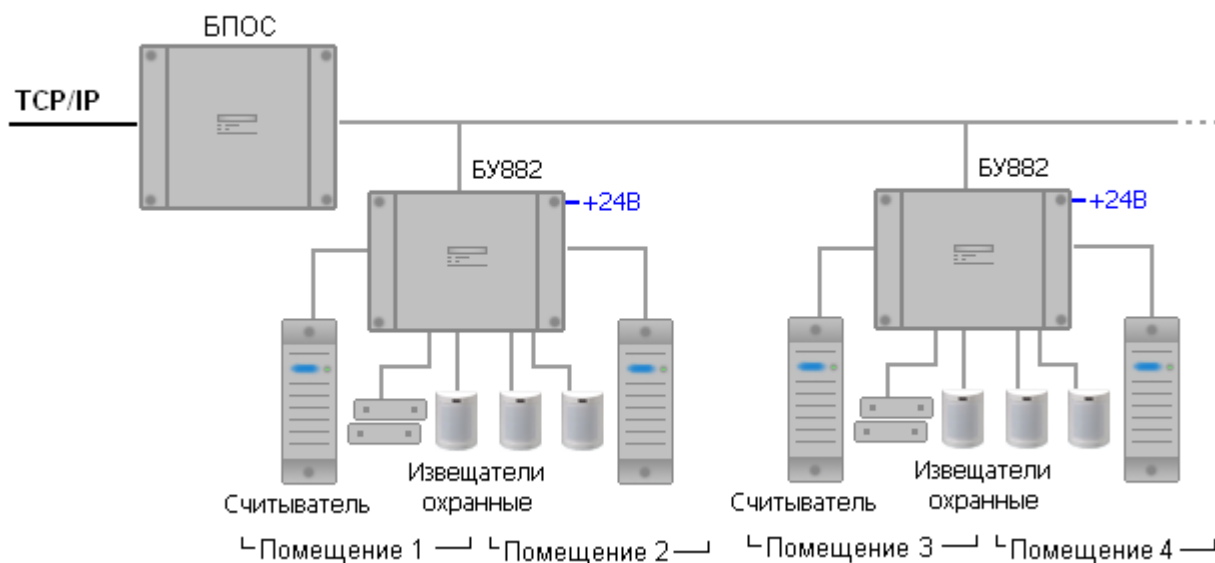 БПОС
TCP/IP
БУ882
+24В
БУ882
+24В
Считыватель
Извещатели
охранные
Считыватель
Извещатели
охранные
Помещение 1
Помещение 2
Помещение 3
Помещение 4